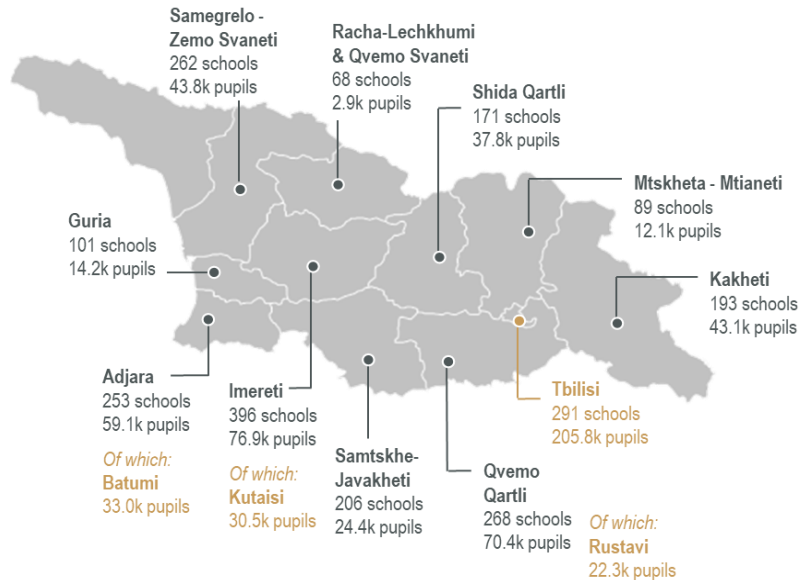 Samegrelo -
Zemo Svaneti
262 schools
43.8k pupils
Racha-Lechkhumi
& Qvemo Svaneti
68 schools
2.9k pupils
Shida Qartli
171 schools
37.8k pupils
Mtskheta - Mtianeti
89 schools
12.1k pupils
Guria
101 schools
14.2k pupils
Kakheti
193 schools
43.1k pupils
Adjara
253 schools
59.1k pupils
Of which:
Batumi
33.0k pupils
Imereti
396 schools
76.9k pupils
Of which:
Kutaisi
30.5k pupils
Samtskhe-
Javakheti
206 schools
24.4k pupils
Tbilisi
291 schools
205.8k pupils
Qvemo
Qartli
268 schools
70.4k pupils
Of which:
Rustavi
22.3k pupils